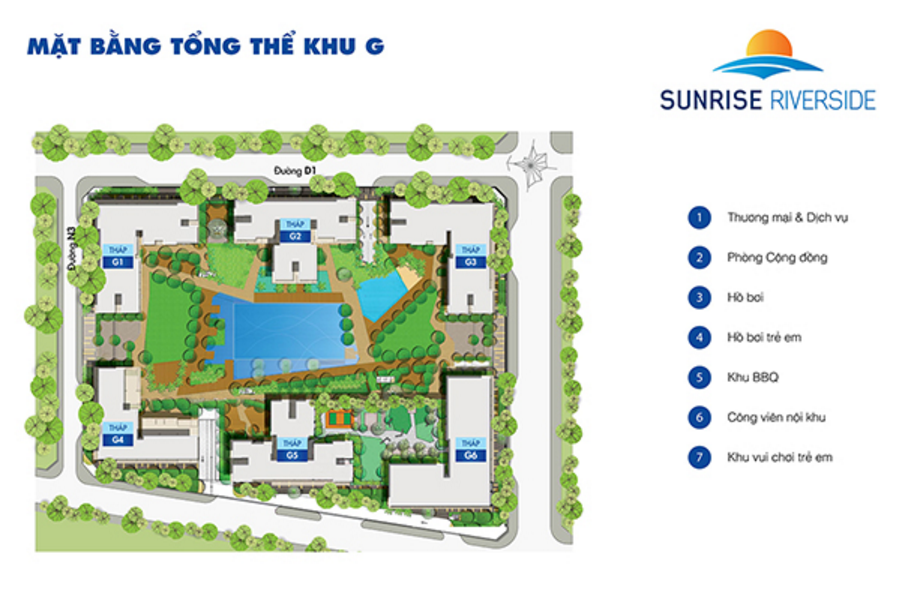 MẶT BẰNG TỔNG THỂ KHU G
SUNRISE RIVERSIDE
Đường D1
Đường N3
THÁP
G1
THÁP
G2
THÁP
G3
THÁP
G4
THÁP
G5
THÁP
G6
1 Thương mại & Dịch vụ
2 Phòng Cộng đồng
3 Hồ bơi
4 Hồ bơi trẻ em
5 Khu BBQ
6 Công viên nội khu
7 Khu vui chơi trẻ em